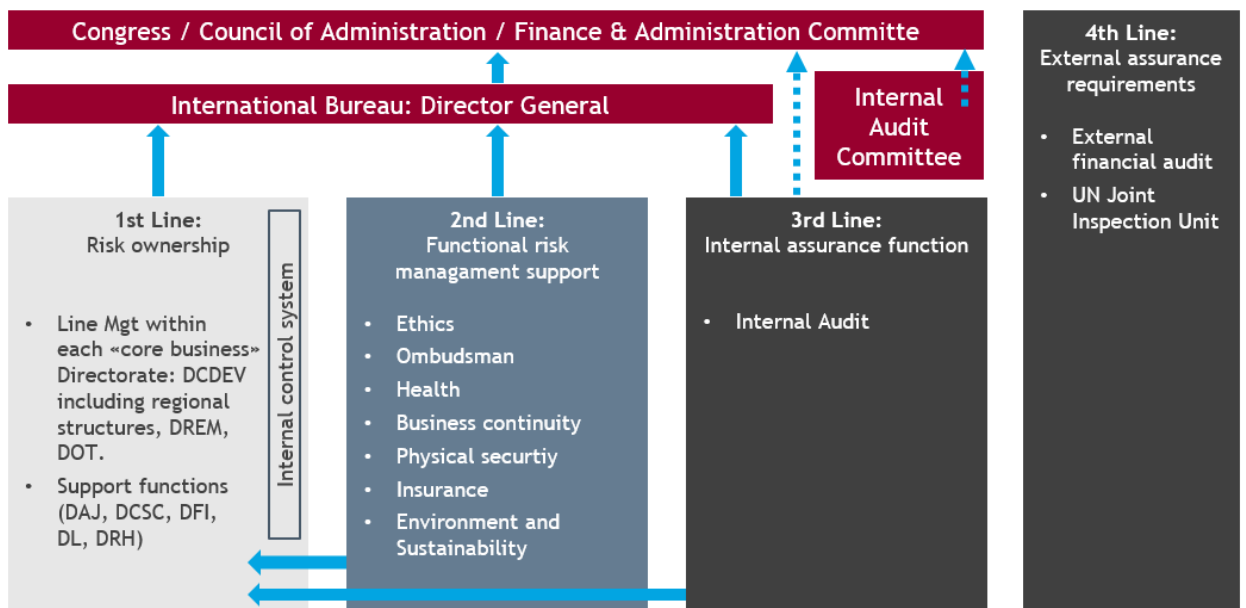 Congress / Council of Administration / Finance & Administration Committe
International Bureau: Director General
Internal
Audit
Committee
4th Line:
External assurance
requirements
• External
financial audit
• UN Joint
Inspection Unit
1st Line:
Risk ownership
• Line Mgt within
each «core business»
Directorate: DCDEV
including regional
structures, DREM,
DOT.
• Support functions
(DAJ, DCSC, DFI,
DL, DRH)
Internal control system
2nd Line:
Functional risk
managament support
• Ethics
• Ombudsman
• Health
• Business continuity
• Physical securtiy
• Insurance
• Environment and
Sustainability
3rd Line:
Internal assurance function
• Internal Audit